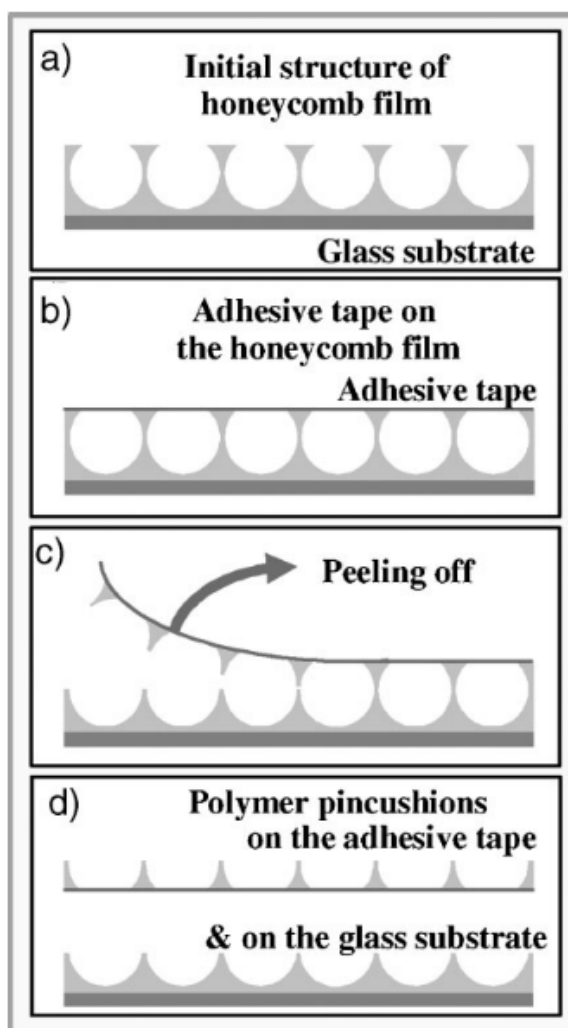 a)
Initial structure of
honeycomb film
Glass substrate
b)
Adhesive tape on
the honeycomb film
Adhesive tape
c)
Peeling off
d)
Polymer pincushions
on the adhesive tape
& on the glass substrate